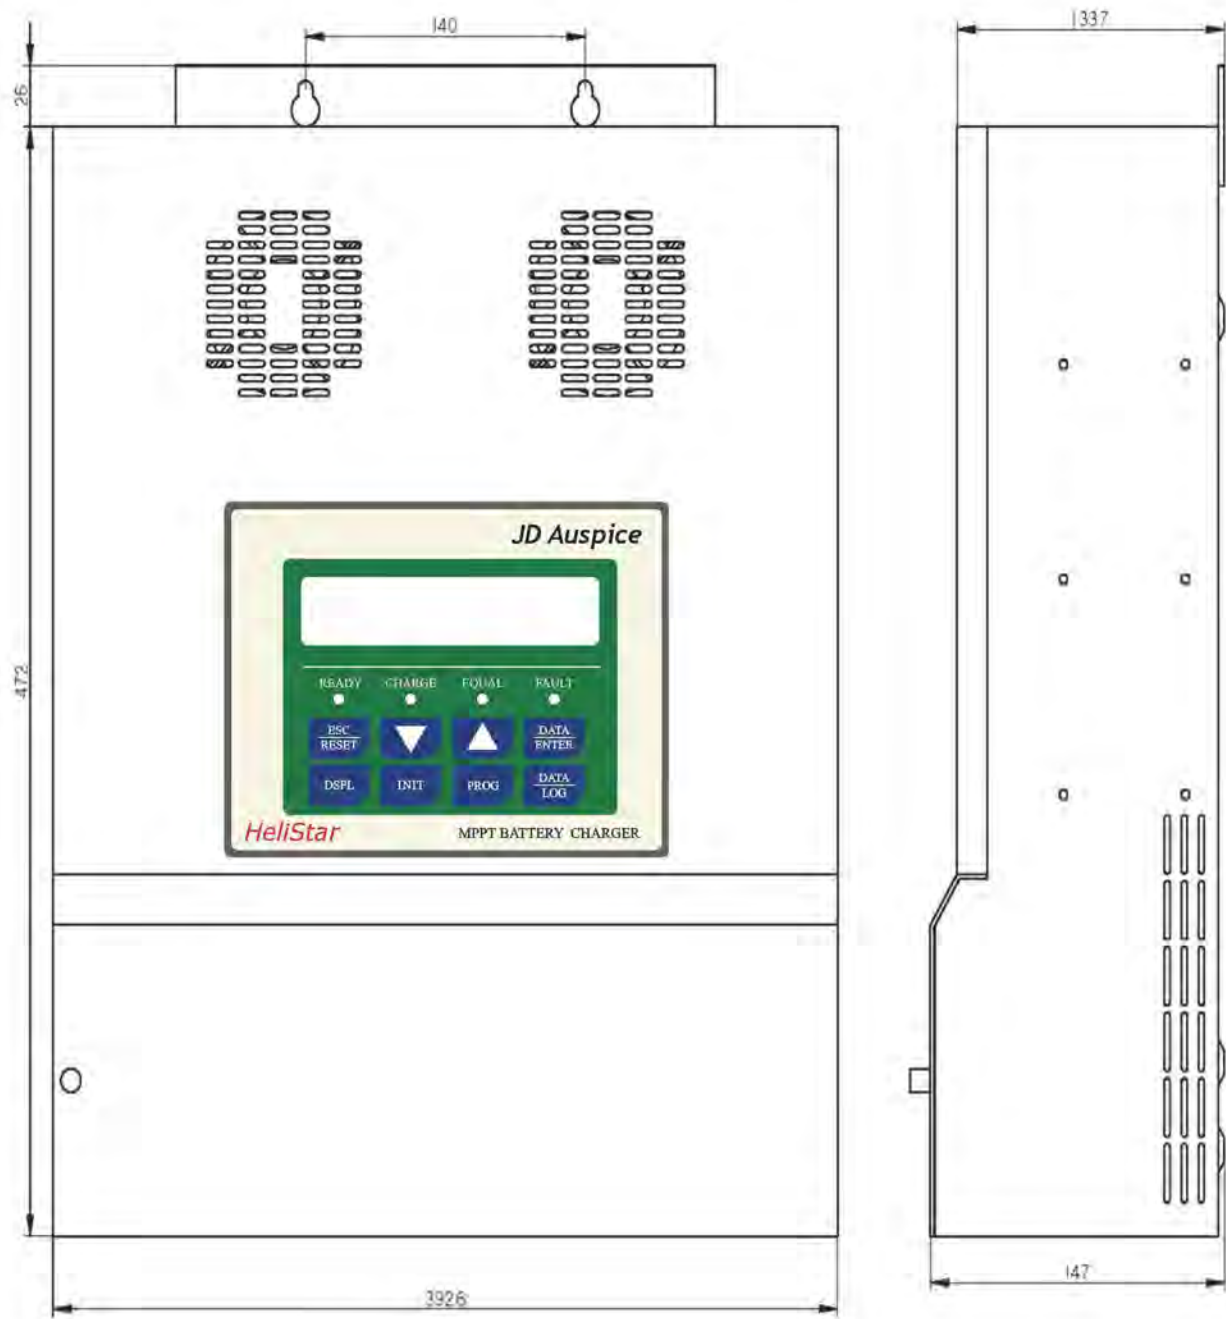 140
1337
26
JD Auspice
472
READY CHARGE EQUAL FAULT
ESC
RESET
DATA
ENTER
DSPL INIT PROG DATA
LOG
HeliStar MPPT BATTERY CHARGER
147
3926